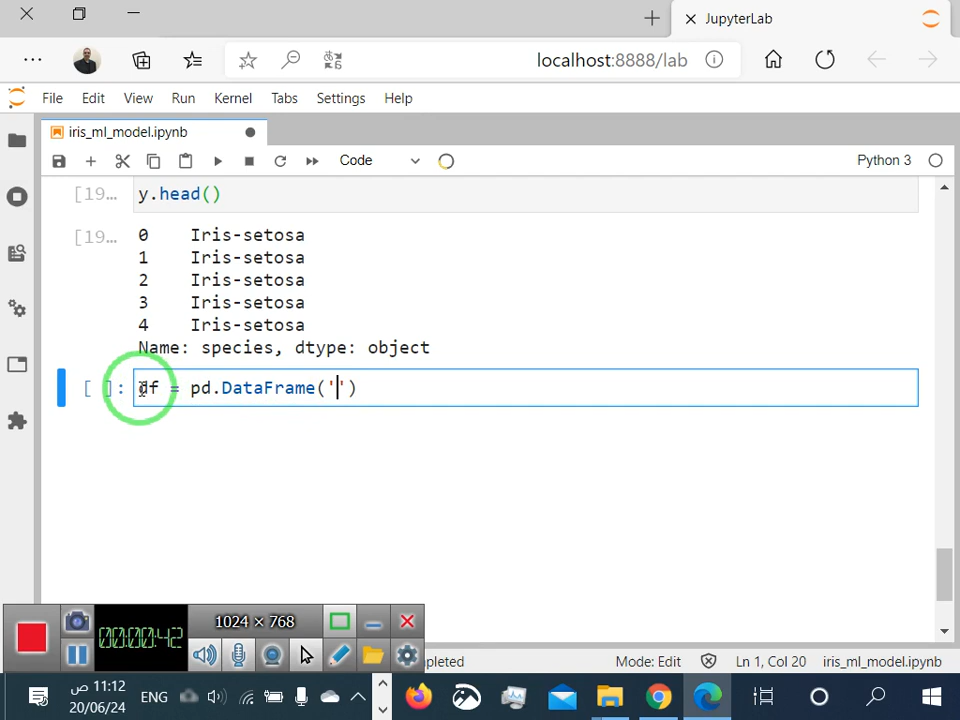 JupyterLab
localhost:8888/lab
File Edit View Run Kernel Tabs Settings Help
iris_ml_model.ipynb
Code
Python 3
[19… y.head()
[19… 0 Iris-setosa
1 Iris-setosa
2 Iris-setosa
3 Iris-setosa
4 Iris-setosa
Name: species, dtype: object
[ ]: df = pd.DataFrame('')
1024 × 768
00:00:42
mpleted Mode: Edit Ln 1, Col 20 iris_ml_model.ipynb
11:12 ص ENG
20/06/24